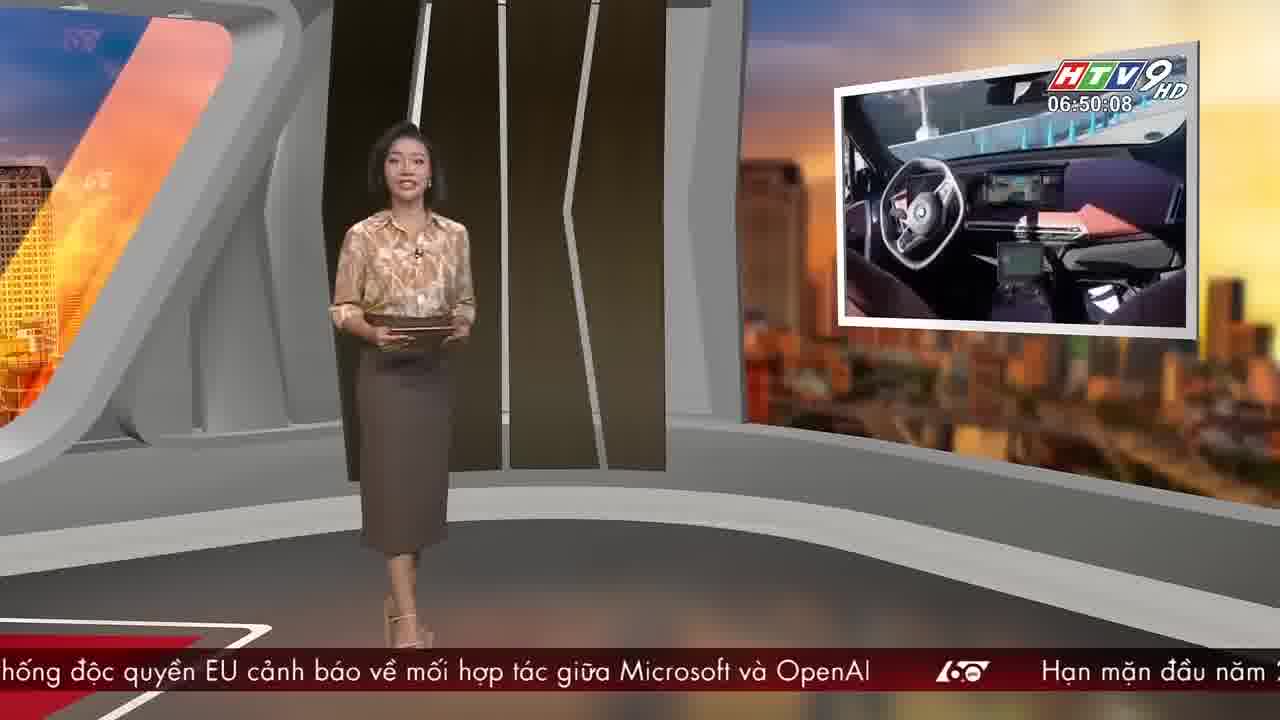 HTV9
HD
06:50:08
hống độc quyền EU cảnh báo về mối hợp tác giữa Microsoft và OpenAI
60
Hạn mặn đầu năm